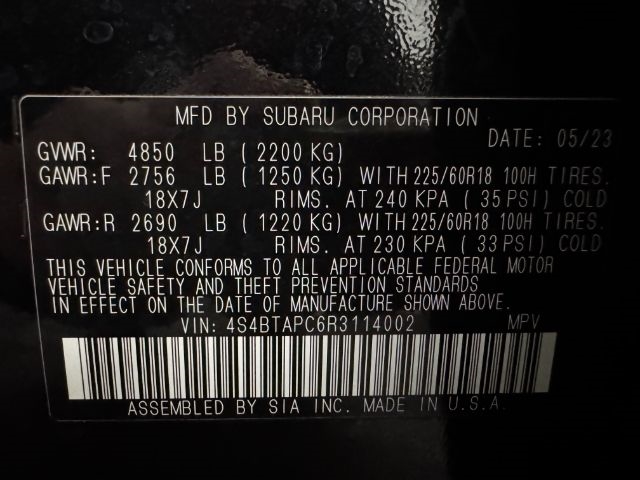 MFD BY SUBARU CORPORATION
DATE: 05/23
GVWR: 4850 LB ( 2200 KG)
GAWR:F 2756 LB ( 1250 KG) WITH 225/60R18 100H TIRES.
18X7J RIMS. AT 240 KPA ( 35 PSI) COLD
GAWR:R 2690 LB ( 1220 KG) WITH 225/60R18 100H TIRES.
18X7J RIMS. AT 230 KPA ( 33 PSI) COLD
THIS VEHICLE CONFORMS TO ALL APPLICABLE FEDERAL MOTOR
VEHICLE SAFETY AND THEFT PREVENTION STANDARDS
IN EFFECT ON THE DATE OF MANUFACTURE SHOWN ABOVE.
VIN: 4S4BTAPC6R3114002 MPV
ASSEMBLED BY SIA INC. MADE IN U.S.A.